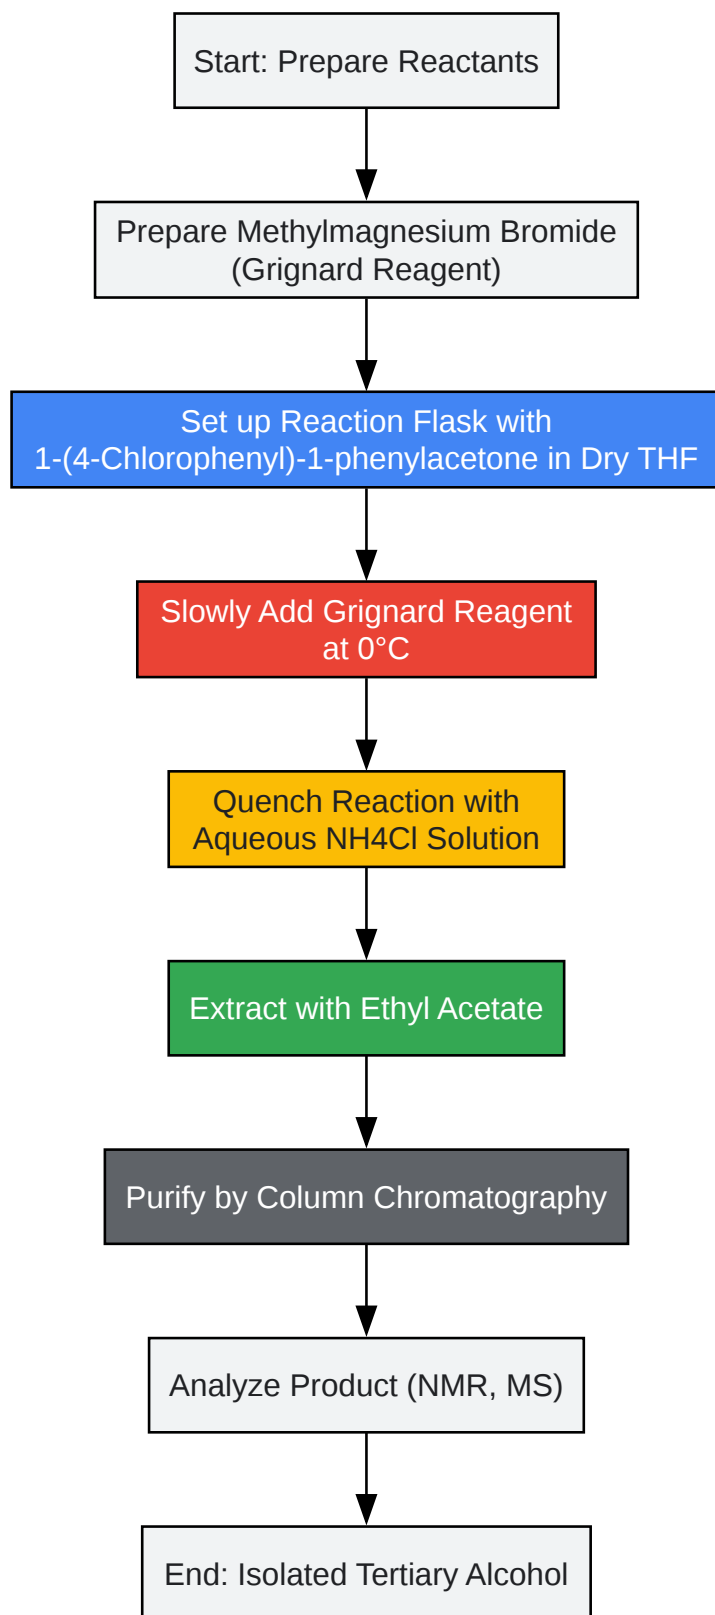 Start: Prepare Reactants
Prepare Methylmagnesium Bromide
(Grignard Reagent)
Set up Reaction Flask with
1-(4-Chlorophenyl)-1-phenylacetone in Dry THF
Slowly Add Grignard Reagent
at 0°C
Quench Reaction with
Aqueous NH4Cl Solution
Extract with Ethyl Acetate
Purify by Column Chromatography
Analyze Product (NMR, MS)
End: Isolated Tertiary Alcohol